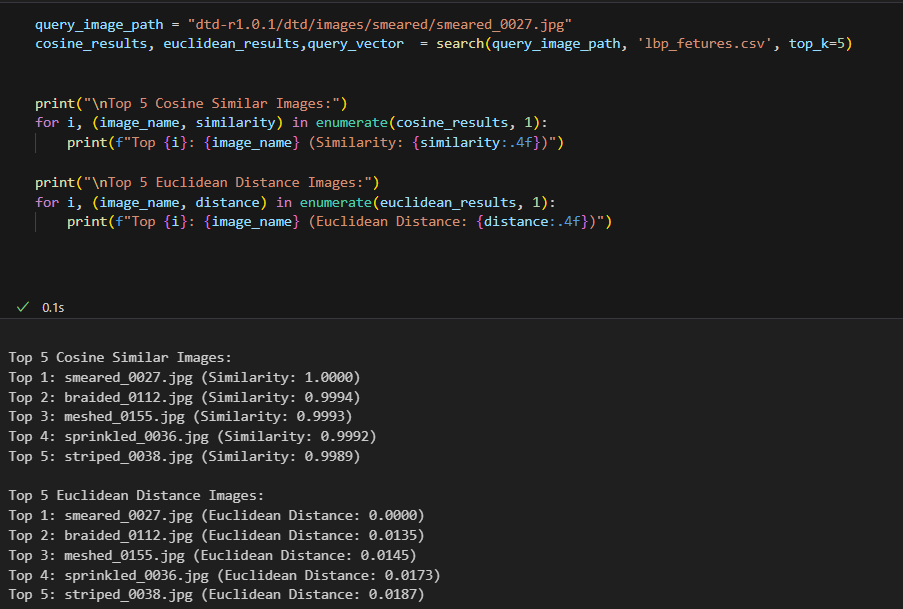 query_image_path = "dtd-r1.0.1/dtd/images/smeared/smeared_0027.jpg"
cosine_results, euclidean_results,query_vector  = search(query_image_path, 'lbp_fetures.csv', top_k=5)
print("\nTop 5 Cosine Similar Images:")
for i, (image_name, similarity) in enumerate(cosine_results, 1):
    print(f"Top {i}: {image_name} (Similarity: {similarity:.4f})")
print("\nTop 5 Euclidean Distance Images:")
for i, (image_name, distance) in enumerate(euclidean_results, 1):
    print(f"Top {i}: {image_name} (Euclidean Distance: {distance:.4f})")
0.1s
Top 5 Cosine Similar Images:
Top 1: smeared_0027.jpg (Similarity: 1.0000)
Top 2: braided_0112.jpg (Similarity: 0.9994)
Top 3: meshed_0155.jpg (Similarity: 0.9993)
Top 4: sprinkled_0036.jpg (Similarity: 0.9992)
Top 5: striped_0038.jpg (Similarity: 0.9989)
Top 5 Euclidean Distance Images:
Top 1: smeared_0027.jpg (Euclidean Distance: 0.0000)
Top 2: braided_0112.jpg (Euclidean Distance: 0.0135)
Top 3: meshed_0155.jpg (Euclidean Distance: 0.0145)
Top 4: sprinkled_0036.jpg (Euclidean Distance: 0.0173)
Top 5: striped_0038.jpg (Euclidean Distance: 0.0187)